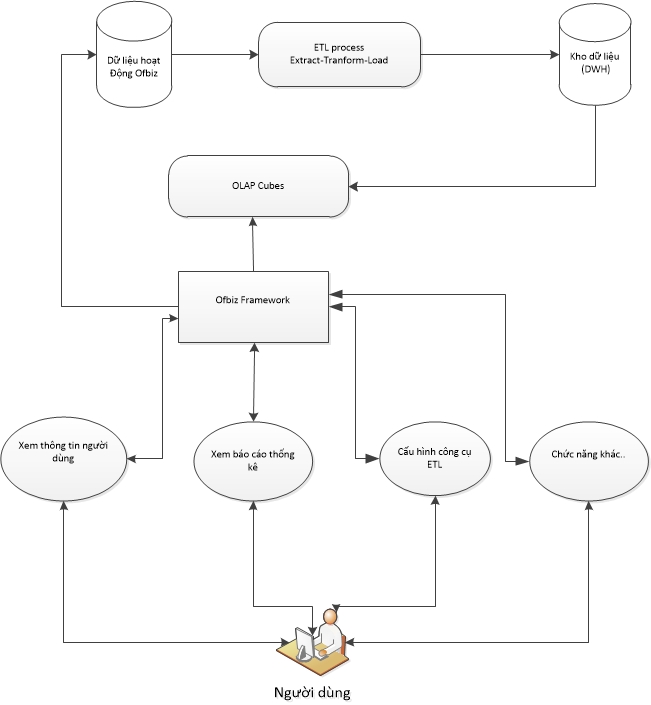 Dữ liệu hoạt
Động Ofbiz
ETL process
Extract-Tranform-Load
Kho dữ liệu
(DWH)
OLAP Cubes
Ofbiz Framework
Xem thông tin người
dùng
Xem báo cáo thống
kê
Cấu hình công cụ
ETL
Chức năng khác..
Người dùng